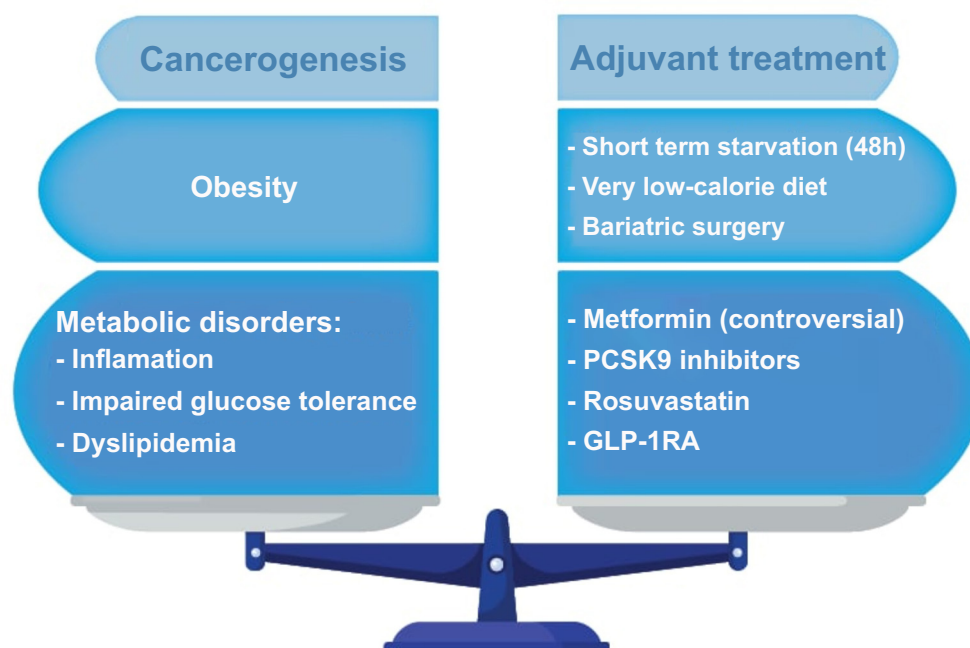 Cancerogenesis
Obesity
Metabolic disorders:
- Inflamation
- Impaired glucose tolerance
- Dyslipidemia
Adjuvant treatment
- Short term starvation (48h)
- Very low-calorie diet
- Bariatric surgery
- Metformin (controversial)
- PCSK9 inhibitors
- Rosuvastatin
- GLP-1RA